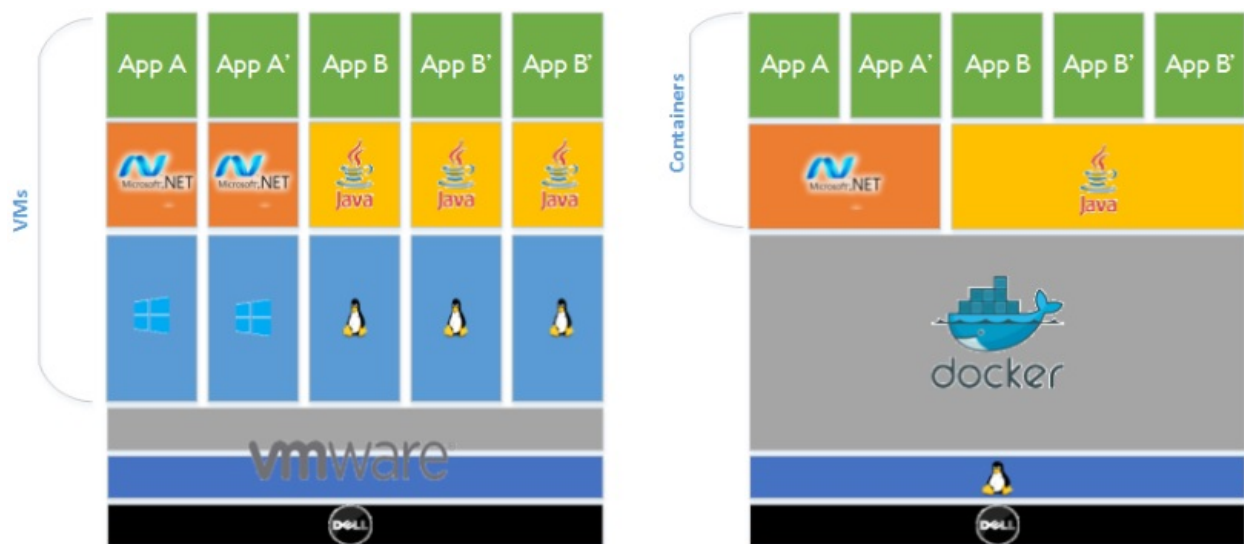 App A App A' App B App B' App B'
Microsoft .NET Microsoft .NET Java Java Java
VMs
vmware
DELL
App A App A' App B App B' App B'
Containers
Microsoft .NET Java
docker
DELL